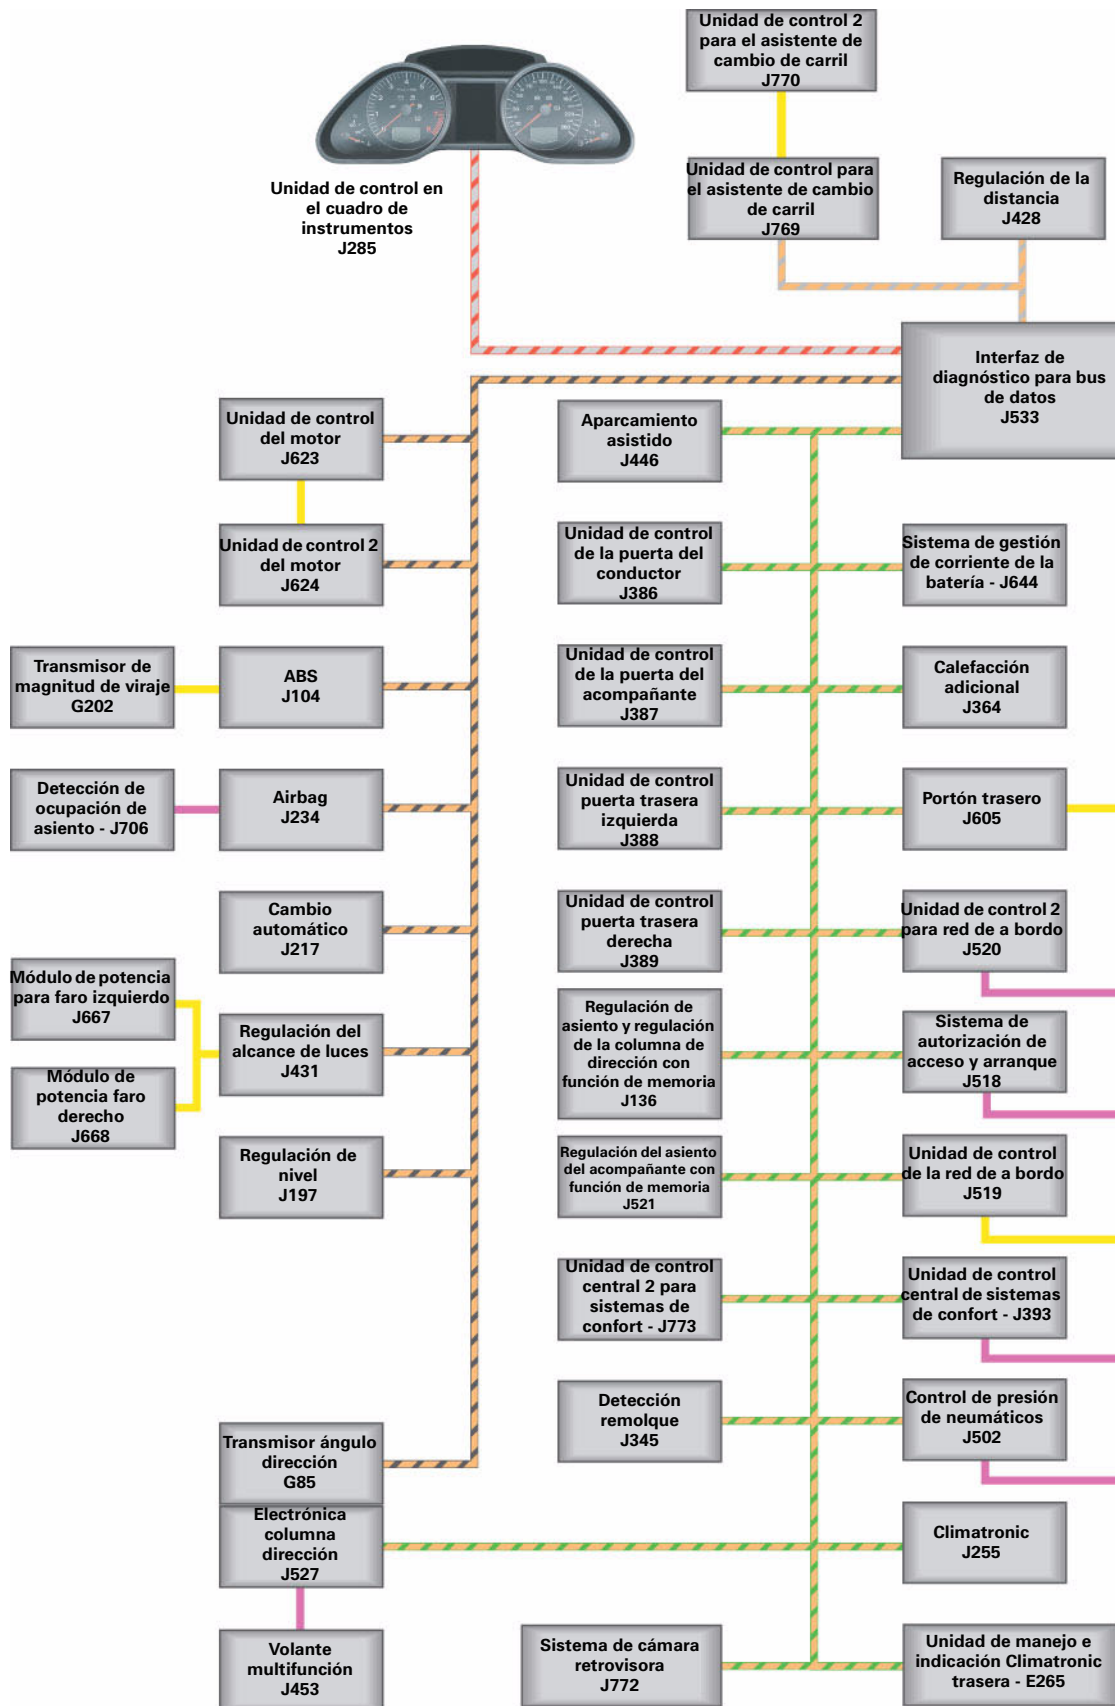 Unidad de control 2
para el asistente de
cambio de carril
J770
Unidad de control en
el cuadro de
instrumentos
J285
Unidad de control para
el asistente de cambio
de carril
J769
Regulación de la
distancia
J428
Interfaz de
diagnóstico para bus
de datos
J533
Unidad de control
del motor
J623
Aparcamiento
asistido
J446
Unidad de control 2
del motor
J624
Unidad de control
de la puerta del
conductor
J386
Sistema de gestión
de corriente de la
batería - J644
Transmisor de
magnitud de viraje
G202
ABS
J104
Unidad de control
de la puerta del
acompañante
J387
Calefacción
adicional
J364
Detección de
ocupación de
asiento - J706
Airbag
J234
Unidad de control
puerta trasera
izquierda
J388
Portón trasero
J605
Cambio
automático
J217
Unidad de control
puerta trasera
derecha
J389
Unidad de control 2
para red de a bordo
J520
Módulo de potencia
para faro izquierdo
J667
Regulación del
alcance de luces
J431
Módulo de
potencia faro
derecho
J668
Regulación de
asiento y regulación
de la columna de
dirección con
función de memoria
J136
Sistema de
autorización de
acceso y arranque
J518
Regulación de
nivel
J197
Regulación del asiento
del acompañante con
función de memoria
J521
Unidad de control
de la red de a bordo
J519
Unidad de control
central 2 para
sistemas de
confort - J773
Unidad de control
central de sistemas
de confort - J393
Detección
remolque
J345
Control de presión
de neumáticos
J502
Transmisor ángulo
dirección
G85
Electrónica
columna
dirección
J527
Climatronic
J255
Volante
multifunción
J453
Sistema de cámara
retrovisora
J772
Unidad de manejo e
indicación Climatronic
trasera - E265